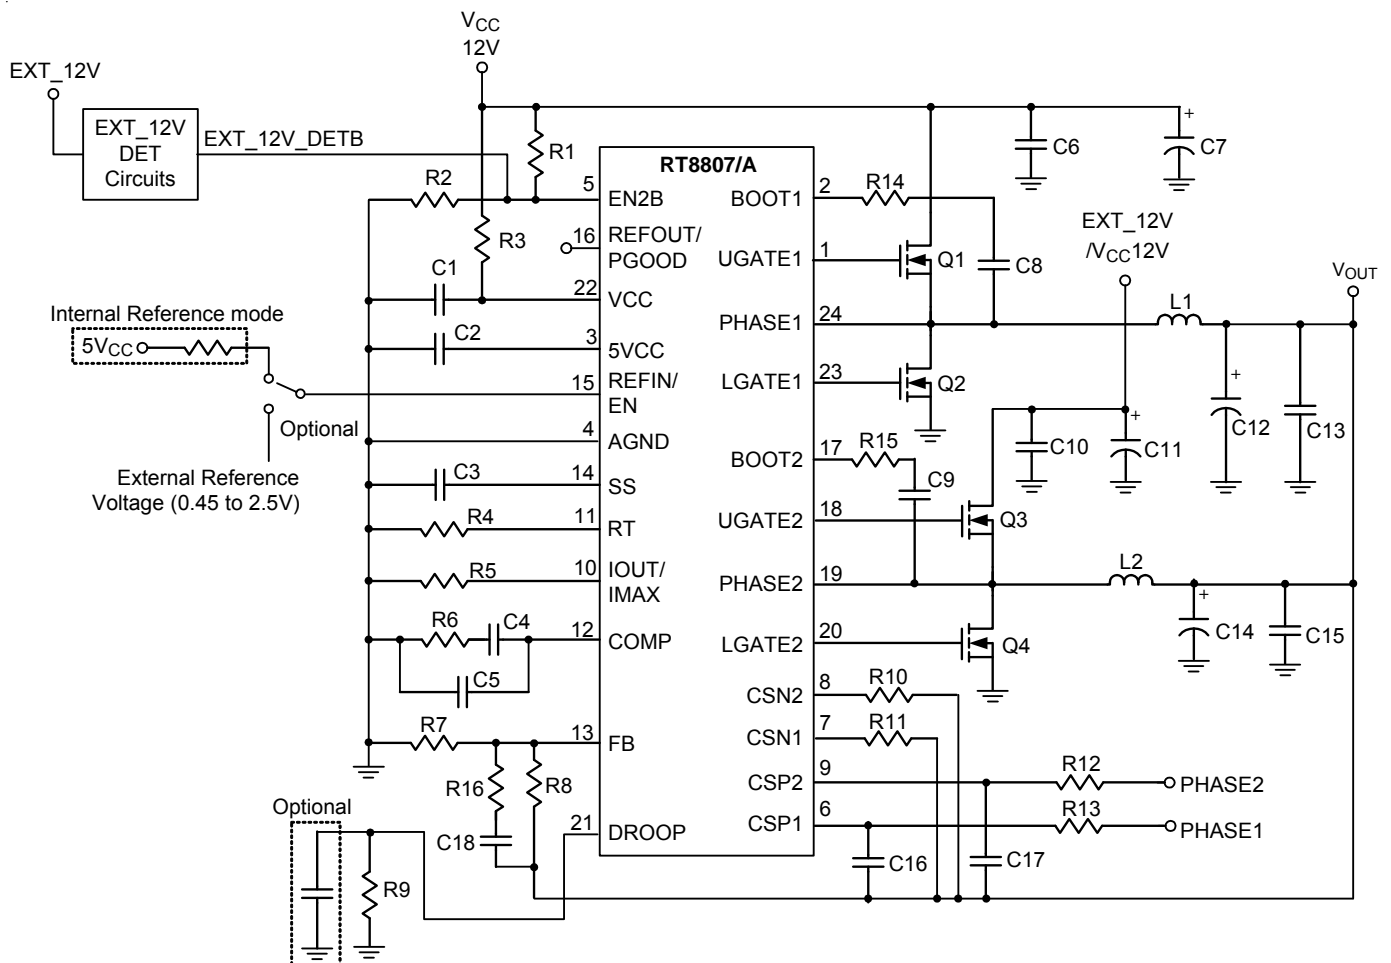 VCC
12V
EXT_12V
EXT_12V
DET
Circuits
EXT_12V_DETB
R1
R2
R3
C1
C2
Internal Reference mode
5VCC
Optional
External Reference
Voltage (0.45 to 2.5V)
C3
R4
R5
R6
C4
C5
R7
R16
R8
C18
Optional
R9
RT8807/A
5
EN2B
16
REFOUT/
PGOOD
22
VCC
3
5VCC
15
REFIN/
EN
4
AGND
14
SS
11
RT
10
IOUT/
IMAX
12
COMP
13
FB
21
DROOP
BOOT1
2
UGATE1
1
PHASE1
24
LGATE1
23
BOOT2
17
UGATE2
18
PHASE2
19
LGATE2
20
CSN2
8
CSN1
7
CSP2
9
CSP1
6
R14
Q1
C8
Q2
C6
+
C7
EXT_12V
/VCC12V
VOUT
L1
+
C12
C13
R15
C9
C10
+
C11
Q3
L2
+
C14
C15
Q4
R10
R11
R12
PHASE2
R13
PHASE1
C16
C17